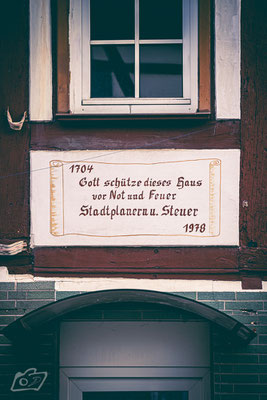 1704
Gott schütze dieses Haus
vor Not und Feuer
Stadtplanern u. Steuer
1978